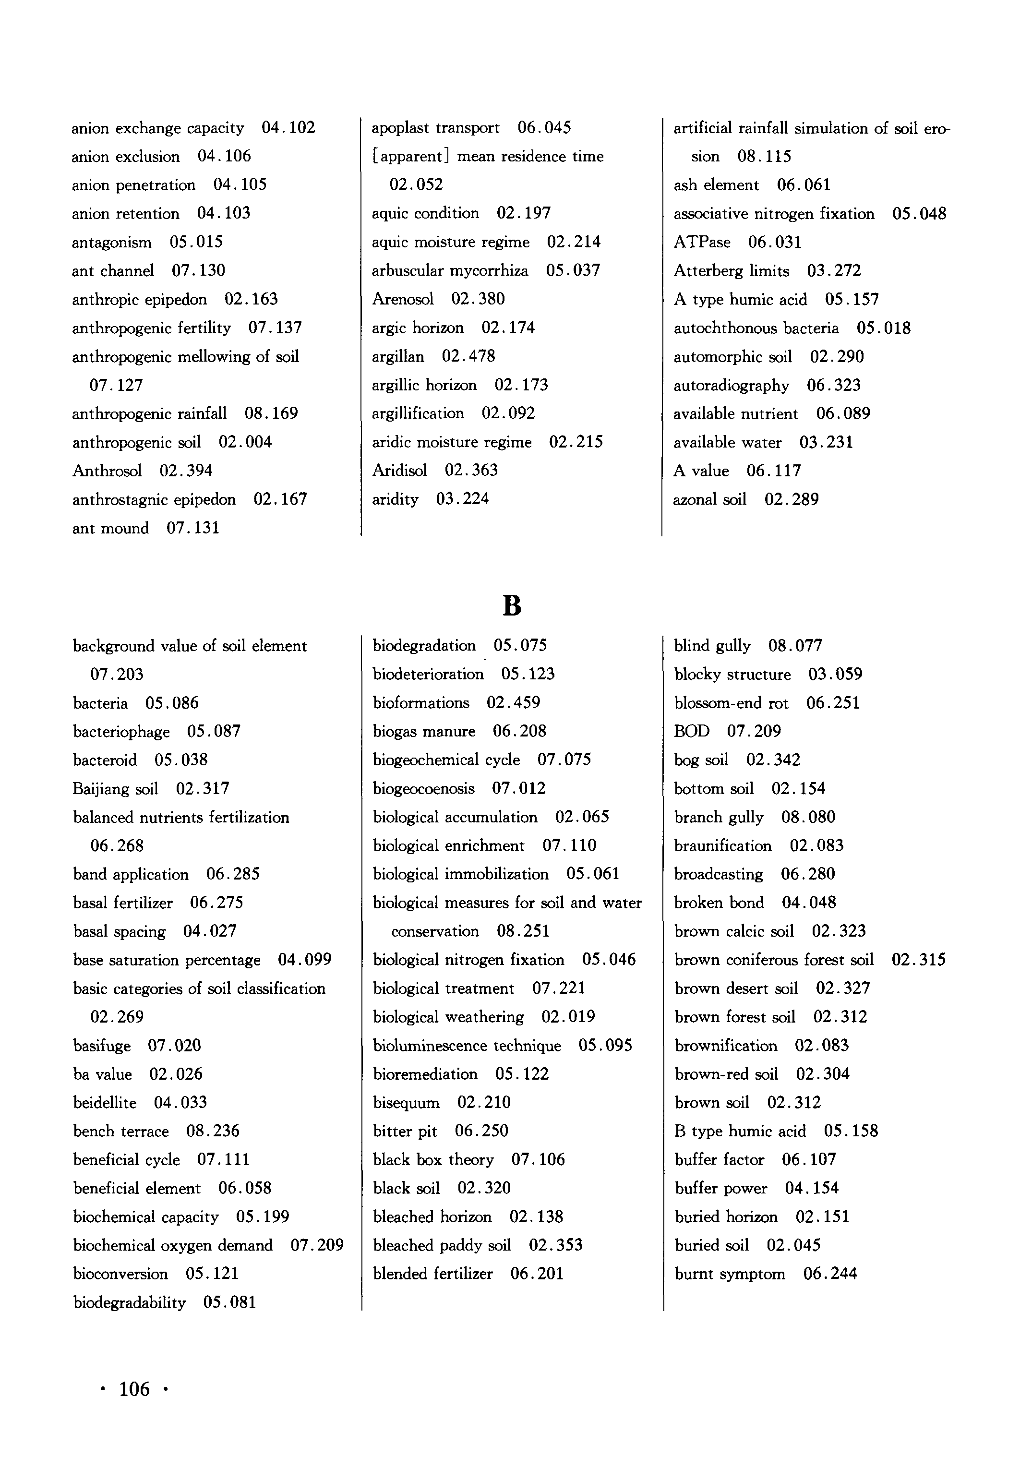 anion exchange capacity 04.102
anion exclusion 04.106
anion penetration 04.105
anion retention 04.103
antagonism 05.015
ant channel 07.130
anthropic epipedon 02.163
anthropogenic fertility 07.137
anthropogenic mellowing of soil
07.127
anthropogenic rainfall 08.169
anthropogenic soil 02.004
Anthrosol 02.394
anthrostagnic epipedon 02.167
ant mound 07.131
apoplast transport 06.045
[apparent] mean residence time
02.052
aquic condition 02.197
aquic moisture regime 02.214
arbuscular mycorrhiza 05.037
Arenosol 02.380
argic horizon 02.174
argillan 02.478
argillic horizon 02.173
argillification 02.092
aridic moisture regime 02.215
Aridisol 02.363
aridity 03.224
artificial rainfall simulation of soil ero-
sion 08.115
ash element 06.061
associative nitrogen fixation 05.048
ATPase 06.031
Atterberg limits 03.272
A type humic acid 05.157
autochthonous bacteria 05.018
automorphic soil 02.290
autoradiography 06.323
available nutrient 06.089
available water 03.231
A value 06.117
azonal soil 02.289
B
background value of soil element
07.203
bacteria 05.086
bacteriophage 05.087
bacteroid 05.038
Baijiang soil 02.317
balanced nutrients fertilization
06.268
band application 06.285
basal fertilizer 06.275
basal spacing 04.027
base saturation percentage 04.099
basic categories of soil classification
02.269
basifuge 07.020
ba value 02.026
beidellite 04.033
bench terrace 08.236
beneficial cycle 07.111
beneficial element 06.058
biochemical capacity 05.199
biochemical oxygen demand 07.209
bioconversion 05.121
biodegradability 05.081
biodegradation 05.075
biodeterioration 05.123
bioformations 02.459
biogas manure 06.208
biogeochemical cycle 07.075
biogeocoenosis 07.012
biological accumulation 02.065
biological enrichment 07.110
biological immobilization 05.061
biological measures for soil and water
conservation 08.251
biological nitrogen fixation 05.046
biological treatment 07.221
biological weathering 02.019
bioluminescence technique 05.095
bioremediation 05.122
bisequum 02.210
bitter pit 06.250
black box theory 07.106
black soil 02.320
bleached horizon 02.138
bleached paddy soil 02.353
blended fertilizer 06.201
blind gully 08.077
blocky structure 03.059
blossom-end rot 06.251
BOD 07.209
bog soil 02.342
bottom soil 02.154
branch gully 08.080
braunification 02.083
broadcasting 06.280
broken bond 04.048
brown calcic soil 02.323
brown coniferous forest soil 02.315
brown desert soil 02.327
brown forest soil 02.312
brownification 02.083
brown-red soil 02.304
brown soil 02.312
B type humic acid 05.158
buffer factor 06.107
buffer power 04.154
buried horizon 02.151
buried soil 02.045
burnt symptom 06.244
· 106 ·